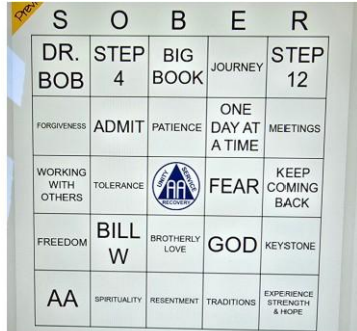 Previ
S O B E R
DR. BOB
STEP 4
BIG BOOK
JOURNEY
STEP 12
FORGIVENESS
ADMIT
PATIENCE
ONE DAY AT A TIME
MEETINGS
WORKING WITH OTHERS
TOLERANCE
UNITY SERVICE RECOVERY AA
FEAR
KEEP COMING BACK
FREEDOM
BILL W
BROTHERLY LOVE
GOD
KEYSTONE
AA
SPIRITUALITY
RESENTMENT
TRADITIONS
EXPERIENCE STRENGTH & HOPE